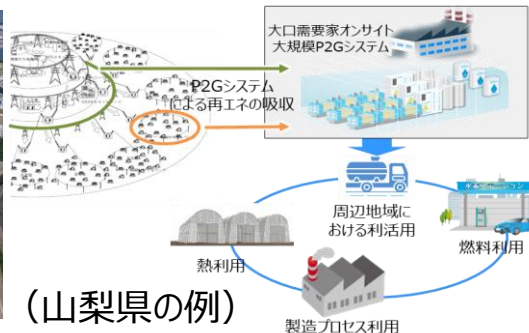 大口需要家オンサイト
大規模P2Gシステム
P2Gシステム
による再エネの吸収
周辺地域に
おける利活用
熱利用
燃料利用
製造プロセス利用
（山梨県の例）